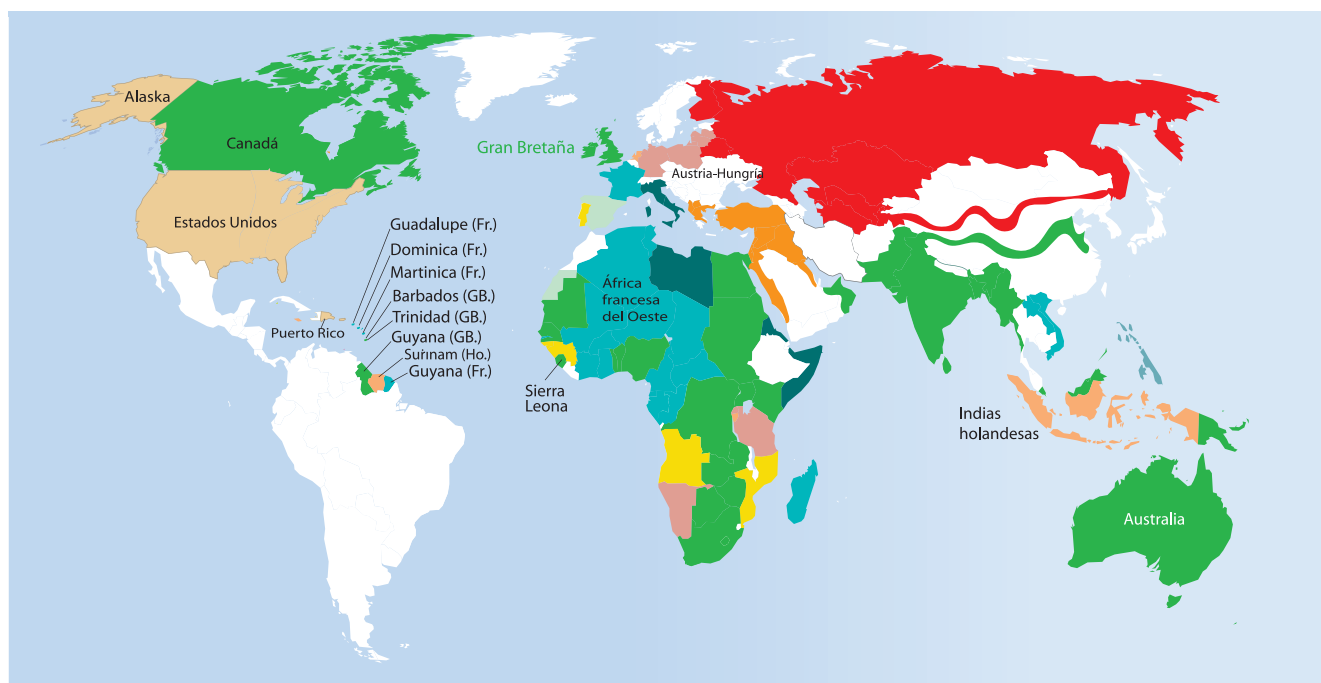 Alaska
Canadá
Gran Bretaña
Austria-Hungría
Estados Unidos
Guadalupe (Fr.)
Dominica (Fr.)
Martinica (Fr.)
Barbados (GB.)
Trinidad (GB.)
Puerto Rico
Guyana (GB.)
Surinam (Ho.)
Guyana (Fr.)
África
francesa
del Oeste
Sierra
Leona
Indias
holandesas
Australia